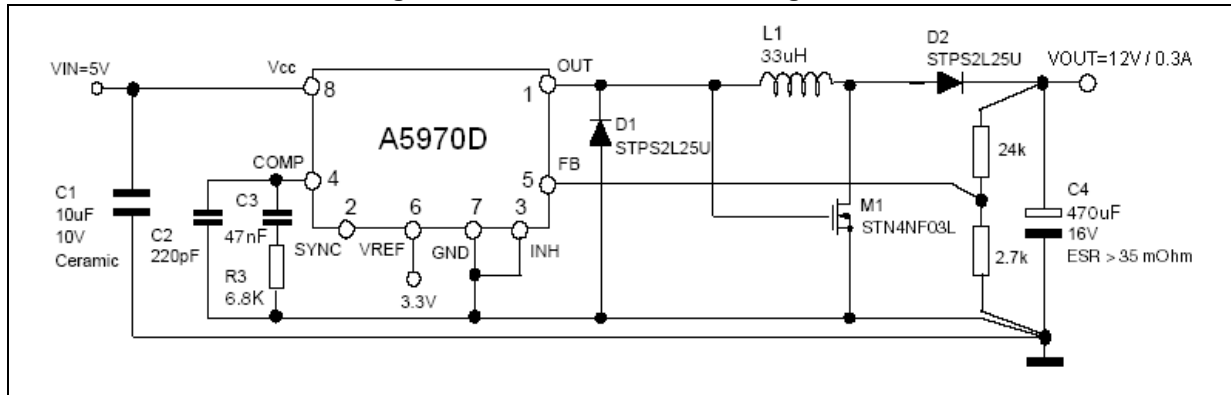 VIN=5V
Vcc
8
A5970D
OUT
1
L1
33uH
D2
STPS2L25U
VOUT=12V / 0.3A
D1
STPS2L25U
24k
COMP
4
FB
5
C1
10uF
10V
Ceramic
C2
220pF
C3
47nF
R3
6.8K
2
SYNC
6
VREF
3.3V
7
GND
3
INH
M1
STN4NF03L
2.7k
C4
470uF
16V
ESR > 35 mOhm